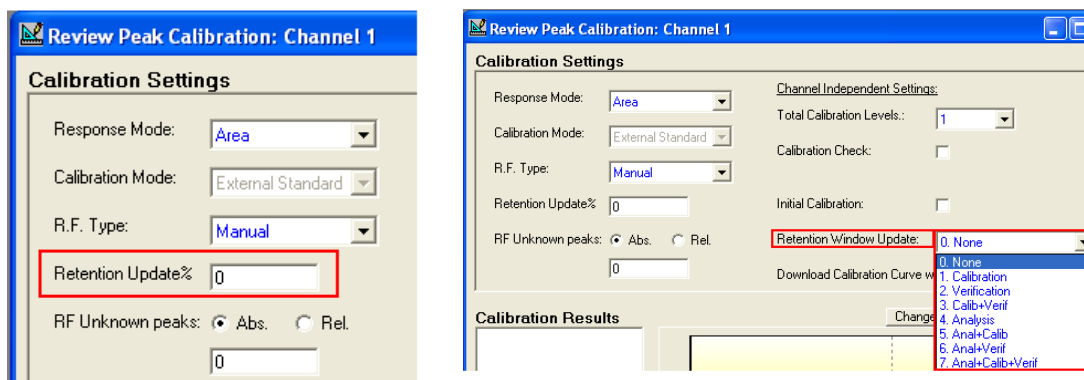 Review Peak Calibration: Channel 1
Calibration Settings
Response Mode: Area
Calibration Mode: External Standard
R.F. Type: Manual
Retention Update% 0
RF Unknown peaks: Abs. Rel.
0
Review Peak Calibration: Channel 1
Calibration Settings
Response Mode: Area
Calibration Mode: External Standard
R.F. Type: Manual
Retention Update% 0
RF Unknown peaks: Abs. Rel.
0
Channel Independent Settings:
Total Calibration Levels.: 1
Calibration Check:
Initial Calibration:
Retention Window Update: 0. None
0. None
1. Calibration
2. Verification
3. Calib+Verif
4. Analysis
5. Anal+Calib
6. Anal+Verif
7. Anal+Calib+Verif
Download Calibration Curve w
Calibration Results
Change